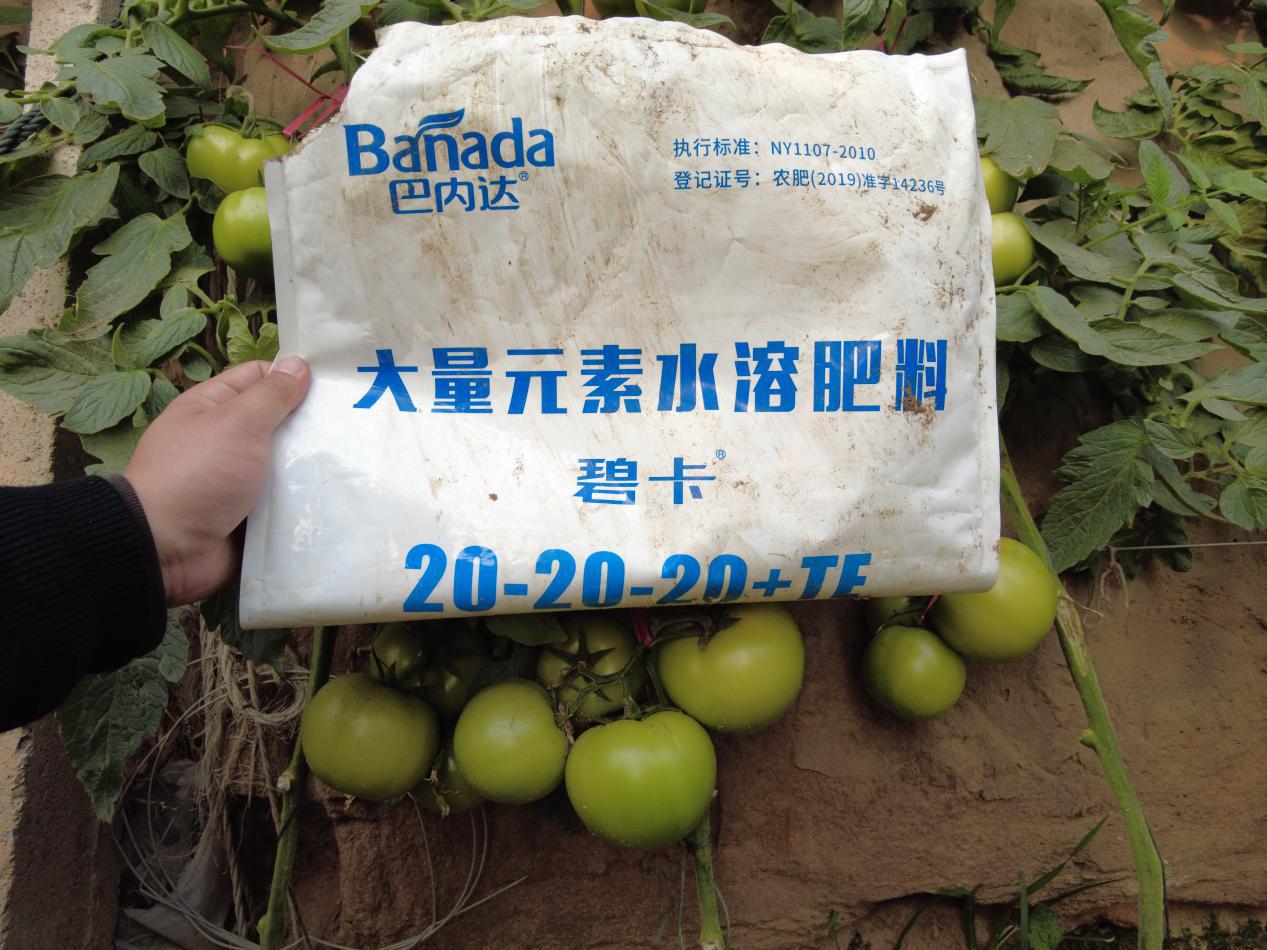 Banada
巴内达®
执行标准：NY1107-2010
登记证号：农肥(2019)准字14236号
大量元素水溶肥料
碧卡®
20-20-20+TE